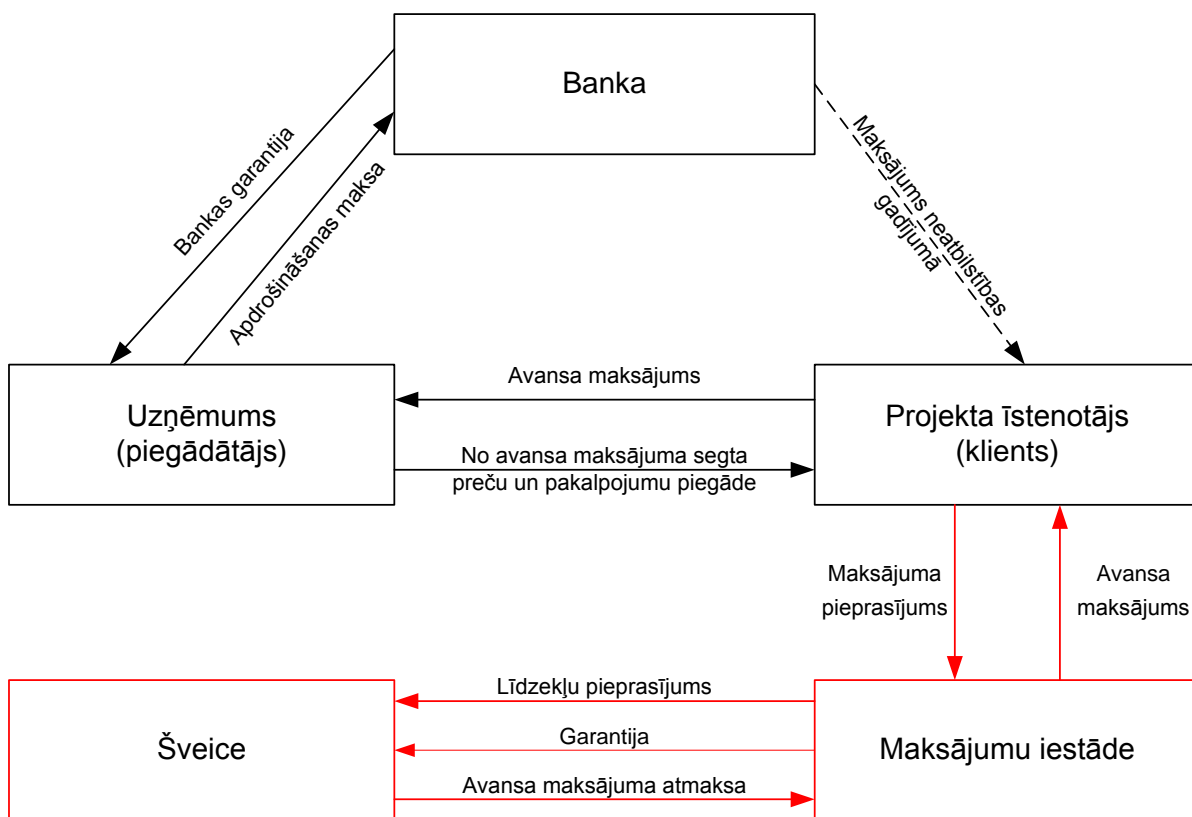 Banka
Bankas garantija
Apdrošināšanas maksa
Maksājums neatbilstības
gadījumā
Uzņēmums
(piegādātājs)
Avansa maksājums
No avansa maksājuma segta
preču un pakalpojumu piegāde
Projekta īstenotājs
(klients)
Maksājuma
pieprasījums
Avansa
maksājums
Šveice
Līdzekļu pieprasījums
Garantija
Avansa maksājuma atmaksa
Maksājumu iestāde